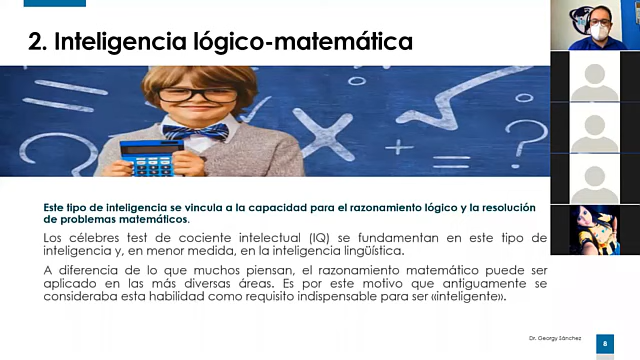 2. Inteligencia lógico-matemática
Este tipo de inteligencia se vincula a la capacidad para el razonamiento lógico y la resolución
de problemas matemáticos.
Los célebres test de cociente intelectual (IQ) se fundamentan en este tipo de
inteligencia y, en menor medida, en la inteligencia lingüística.
A diferencia de lo que muchos piensan, el razonamiento matemático puede ser
aplicado en las más diversas áreas. Es por este motivo que antiguamente se
consideraba esta habilidad como requisito indispensable para ser «inteligente».
Dr. Georgy Sánchez
8